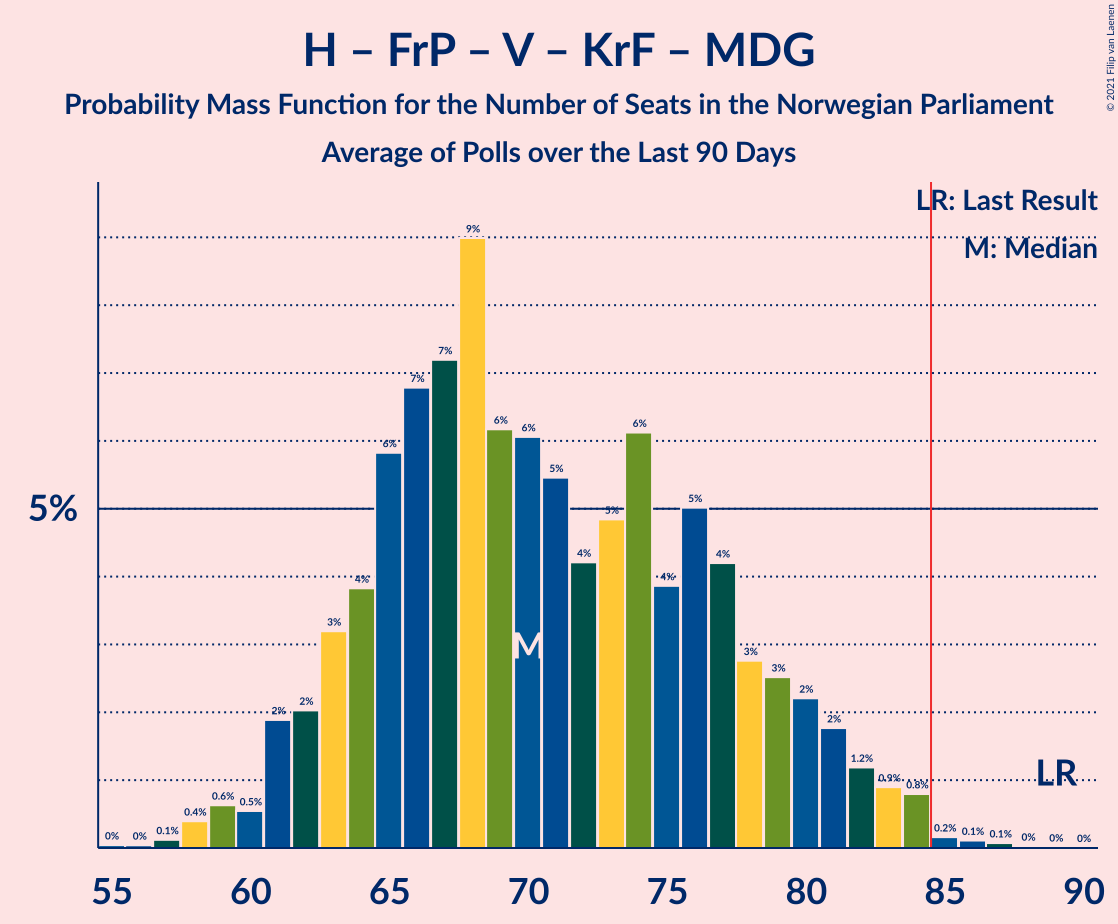 H – FrP – V – KrF – MDG
Probability Mass Function for the Number of Seats in the Norwegian Parliament
Average of Polls over the Last 90 Days
© 2021 Filip van Laenen
LR: Last Result
M: Median
5%
0% 0% 0.1% 0.4% 0.6% 0.5% 2% 2% 3% 4% 6% 7% 7% 9% 6% 6% 5% 4% 5% 6% 4% 5% 4% 3% 3% 2% 2% 1.2% 0.9% 0.8% 0.2% 0.1% 0.1% 0% 0% 0%
M
LR
55 60 65 70 75 80 85 90